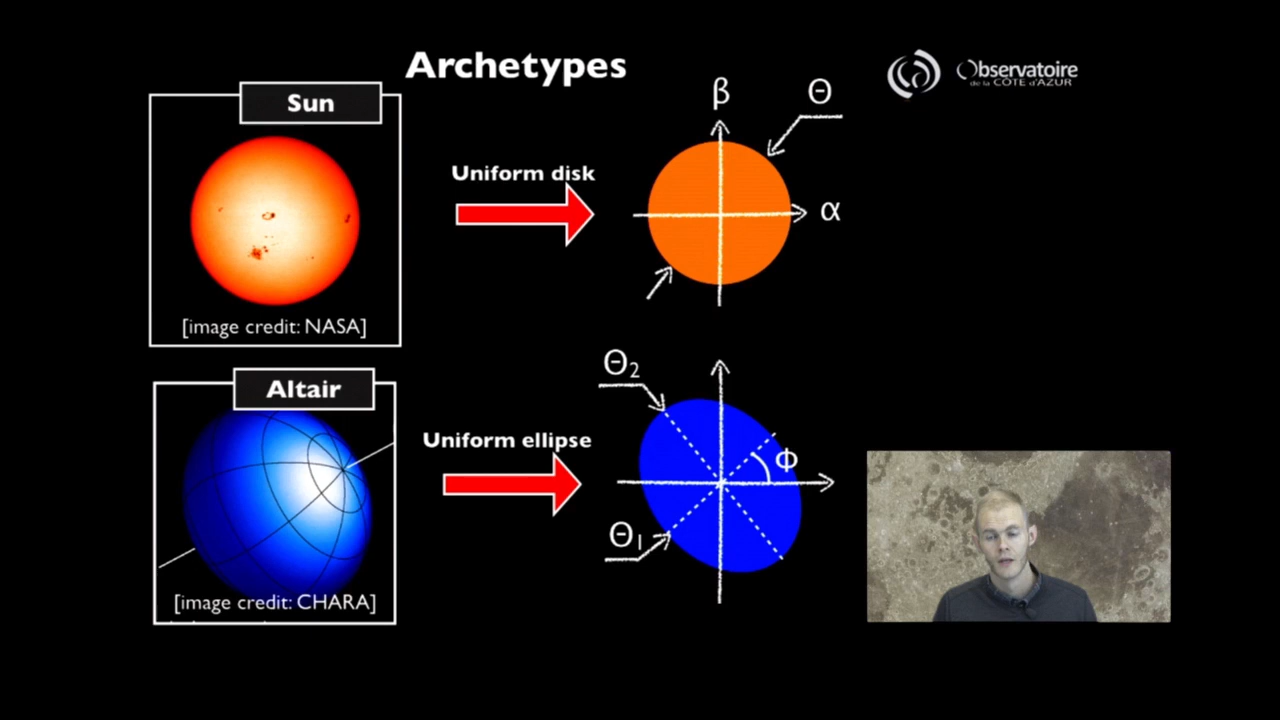 Archetypes
Observatoire
de la CÔTE d'AZUR
Sun
[image credit: NASA]
Uniform disk
β
Θ
α
Altair
[image credit: CHARA]
Uniform ellipse
Θ2
Φ
Θ1